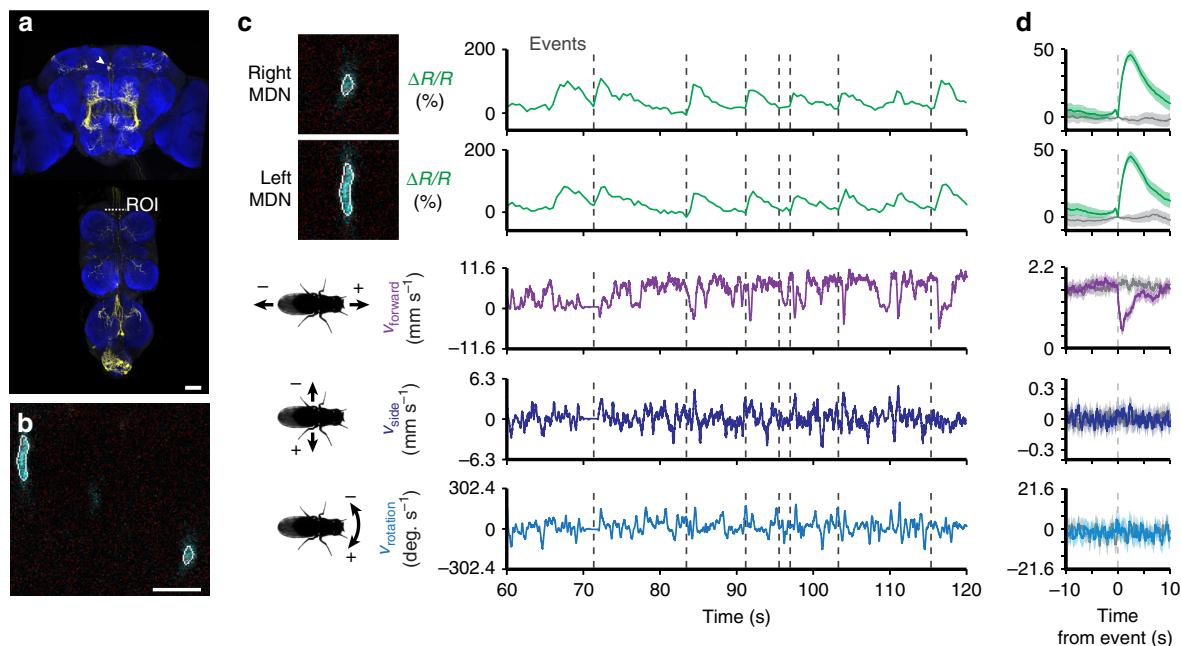 a
ROI
b
c
Right
MDN
ΔR/R
(%)
200
0
Events
Left
MDN
ΔR/R
(%)
200
0
–
+
vforward
(mm s–1)
11.6
0
–11.6
–
+
vside
(mm s–1)
6.3
0
–6.3
–
+
vrotation
(deg. s–1)
302.4
0
–302.4
60 70 80 90 100 110 120
Time (s)
d
50
0
50
0
2.2
0
0.3
0
–0.3
21.6
0
–21.6
–10 0 10
Time
from event (s)